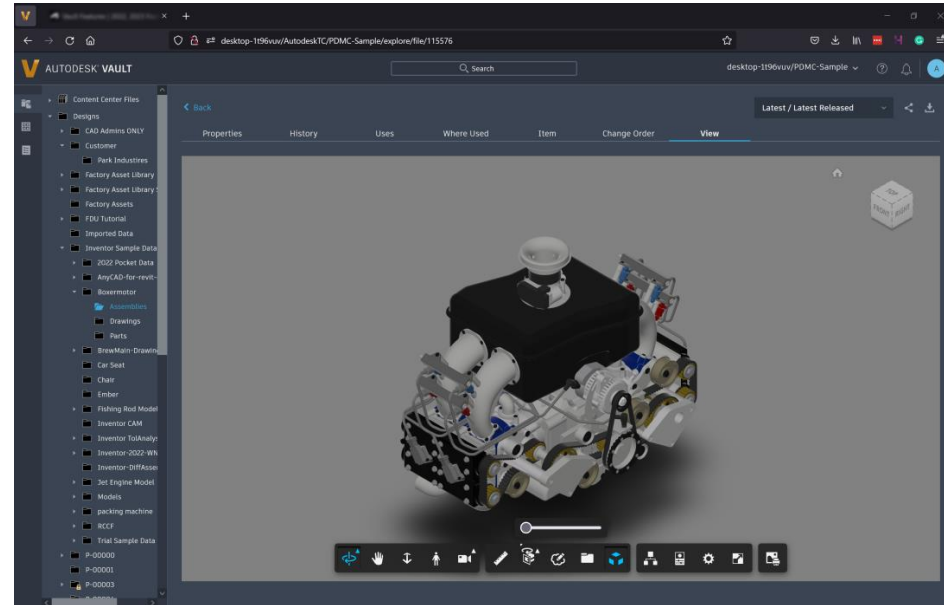 desktop-1t96vuv/AutodeskTC/PDMC-Sample/explore/file/115576
AUTODESK VAULT
Search
desktop-1t96vuv/PDMC-Sample
A
Content Center Files
Designs
CAD Admins ONLY
Customer
Park Industires
Factory Asset Library
Factory Asset Library
Factory Assets
FDU Tutorial
Imported Data
Inventor Sample Data
2022 Pocket Data
AnyCAD-for-revit-
Boxermotor
Assemblies
Drawings
Parts
BrewMain-Drawin
Car Seat
Chair
Ember
Fishing Rod Model
Inventor CAM
Inventor TolAnaly
Inventor-2022-WN
Inventor-DiffAsse
Jet Engine Model
Models
packing machine
RCCF
Trial Sample Data
P-00000
P-00001
P-00003
Back
Latest / Latest Released
Properties History Uses Where Used Item Change Order View
TOP
FRONT RIGHT